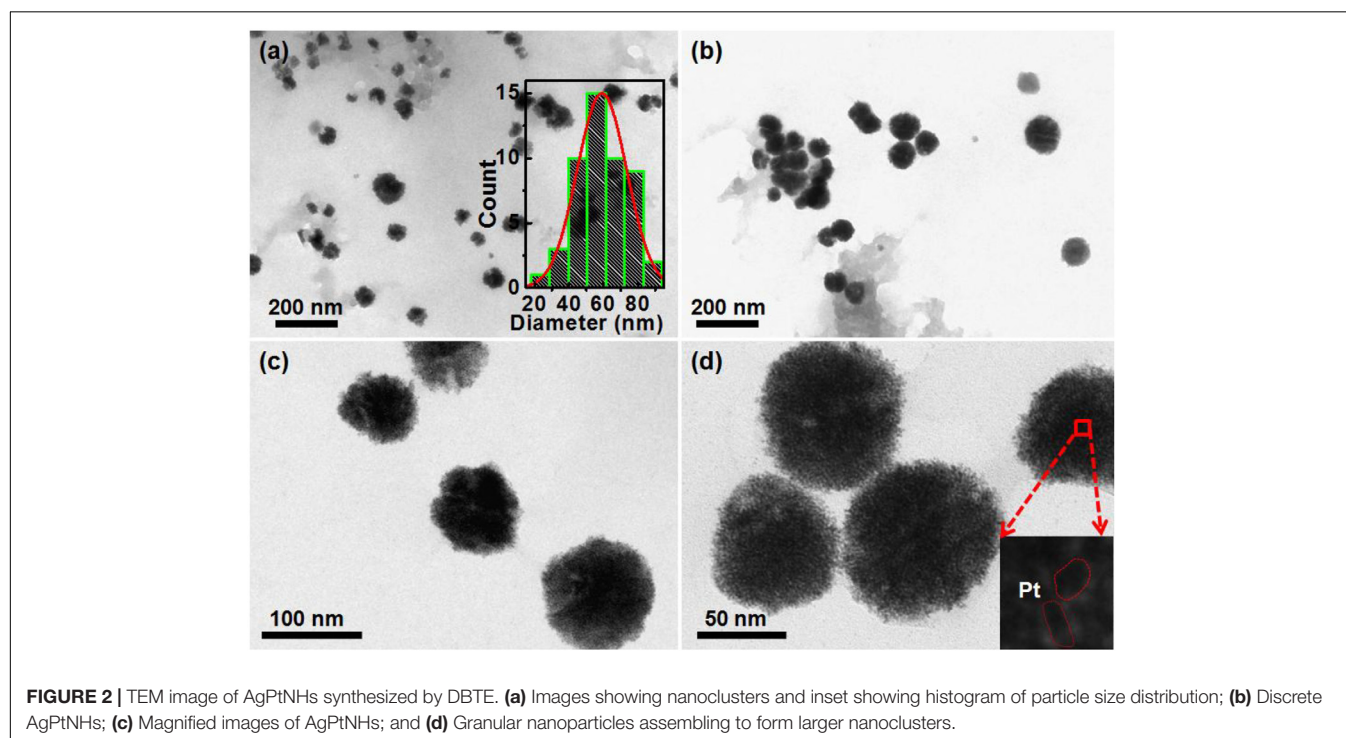 (a)
15
10
5
0
Count
20 40 60 80
Diameter (nm)
200 nm
(b)
200 nm
(c)
100 nm
(d)
Pt
50 nm
FIGURE 2 | TEM image of AgPtNHs synthesized by DBTE. (a) Images showing nanoclusters and inset showing histogram of particle size distribution; (b) Discrete
AgPtNHs; (c) Magnified images of AgPtNHs; and (d) Granular nanoparticles assembling to form larger nanoclusters.